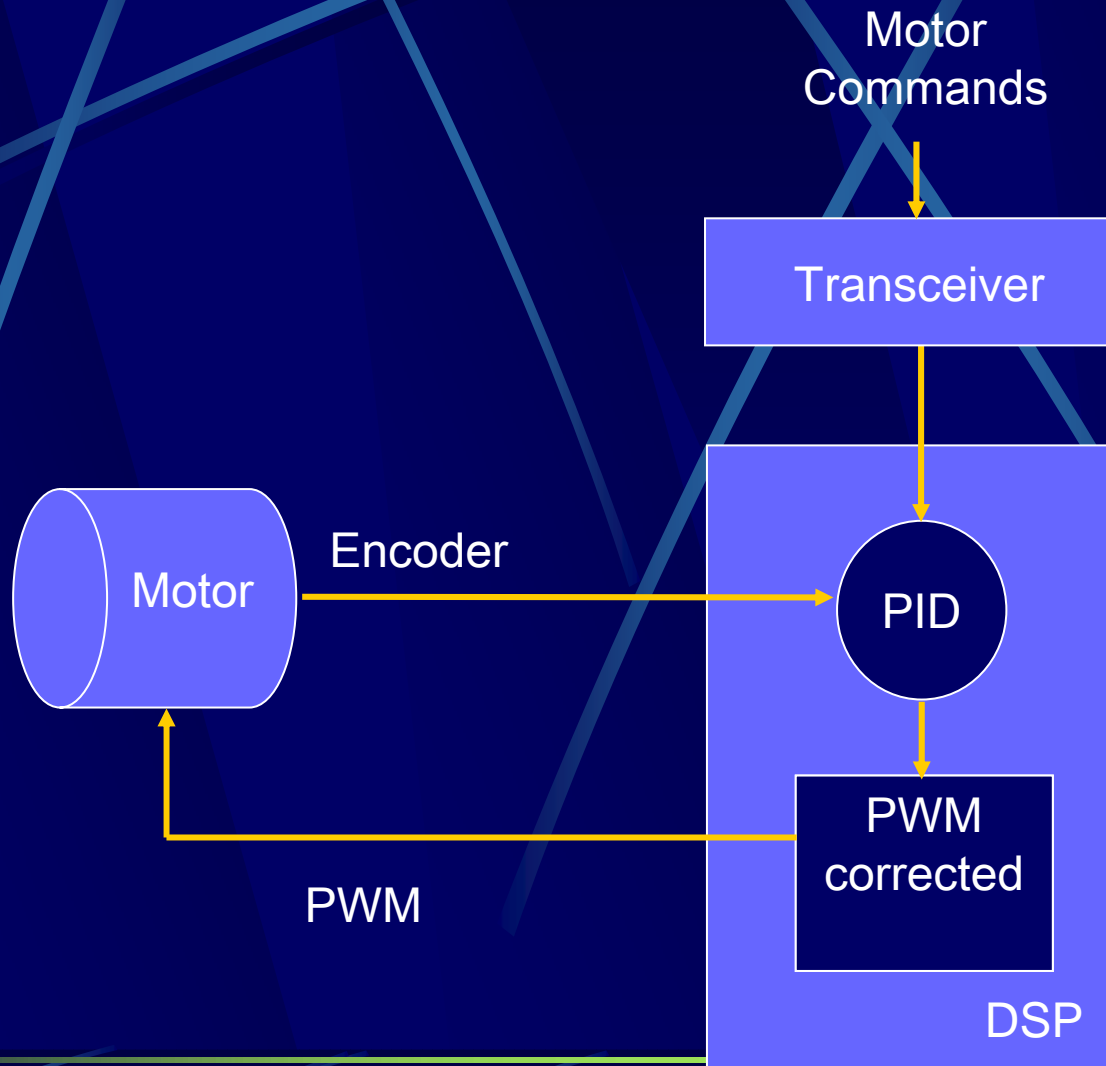 Motor
Commands
Transceiver
Encoder
Motor
PID
PWM
corrected
PWM
DSP